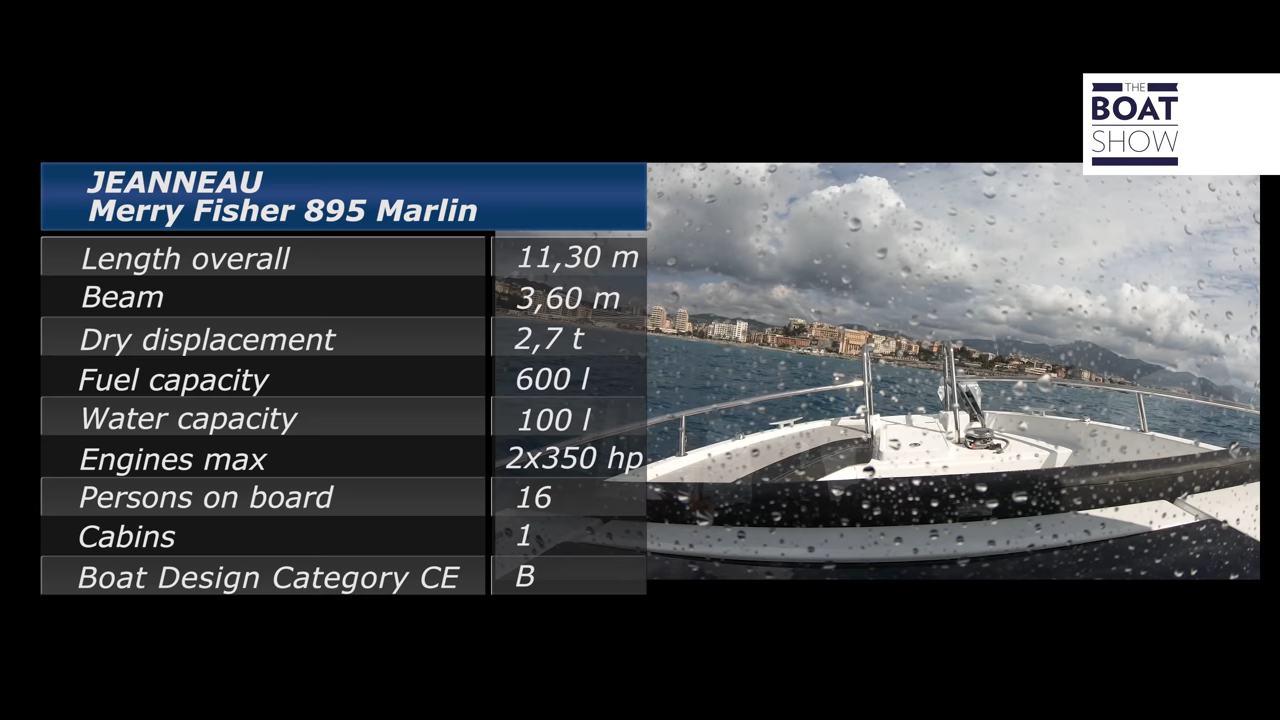 THE
BOAT
SHOW
JEANNEAU
Merry Fisher 895 Marlin
Length overall 11,30 m
Beam 3,60 m
Dry displacement 2,7 t
Fuel capacity 600 l
Water capacity 100 l
Engines max 2x350 hp
Persons on board 16
Cabins 1
Boat Design Category CE B